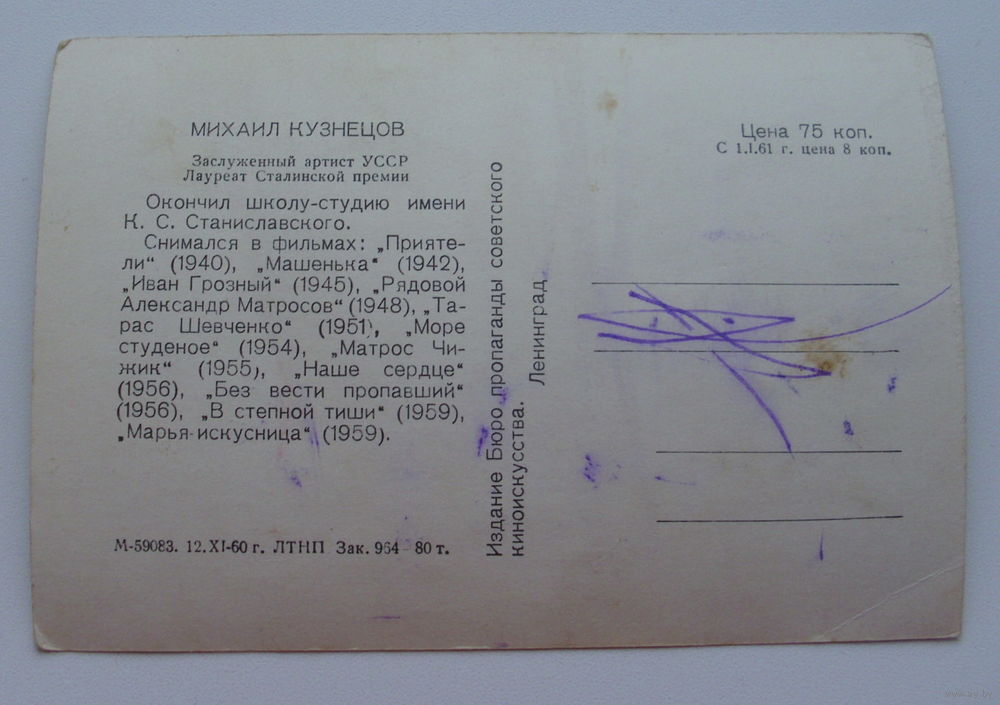 МИХАИЛ КУЗНЕЦОВ
Заслуженный артист УССР
Лауреат Сталинской премии
Окончил школу-студию имени
К. С. Станиславского.
Снимался в фильмах: „Прияте-
ли“ (1940), „Машенька“ (1942),
„Иван Грозный“ (1945), „Рядовой
Александр Матросов“ (1948), „Та-
рас Шевченко“ (1951), „Море
студеное“ (1954), „Матрос Чи-
жик“ (1955), „Наше сердце“
(1956), „Без вести пропавший“
(1956), „В степной тиши“ (1959),
„Марья-искусница“ (1959).
М-59083. 12.XI-60 г. ЛТНП Зак. 964—80 т.
Издание Бюро пропаганды советского
киноискусства.
Ленинград
Цена 75 коп.
С 1.I.61 г. цена 8 коп.
www.ay.by